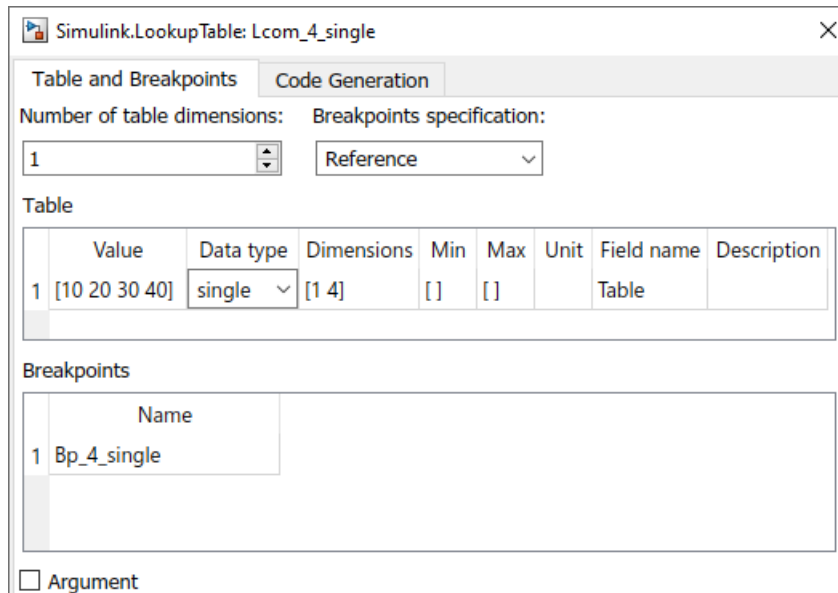 Simulink.LookupTable: Lcom_4_single
Table and Breakpoints Code Generation
Number of table dimensions: Breakpoints specification:
1 Reference
Table
Value Data type Dimensions Min Max Unit Field name Description
1 [10 20 30 40] single [1 4] [ ] [ ] Table
Breakpoints
Name
1 Bp_4_single
Argument